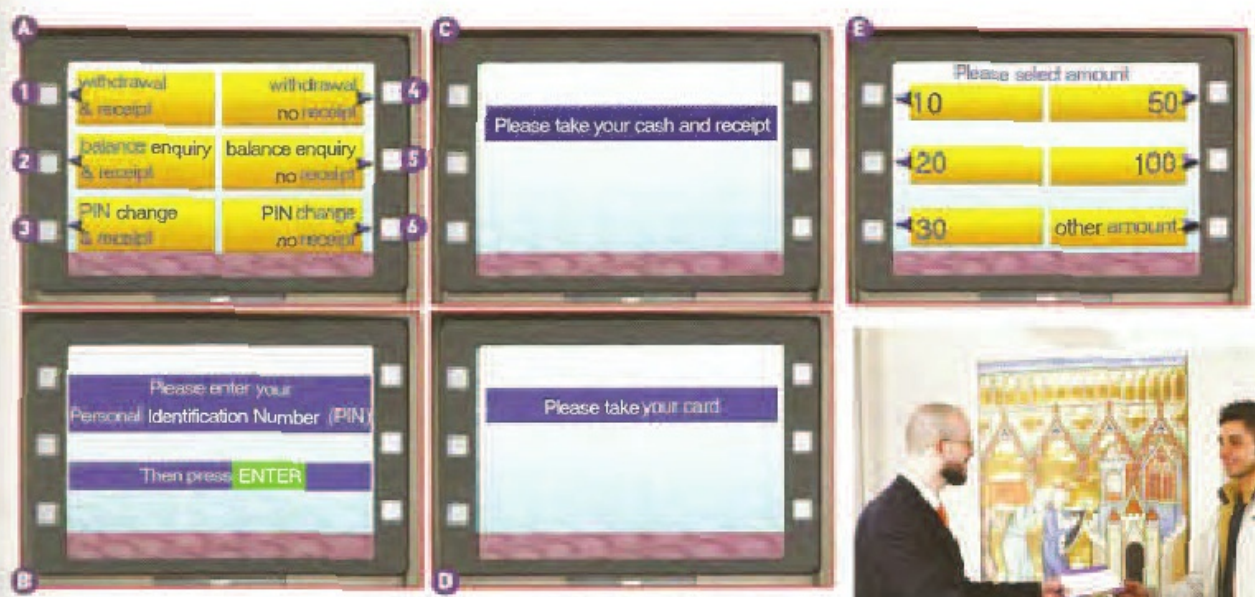 A
1
2
3
4
5
6
withdrawal
& receipt
withdrawal
no receipt
balance enquiry
& receipt
balance enquiry
no receipt
PIN change
& receipt
PIN change
no receipt
B
Please enter your
Personal Identification Number (PIN)
Then press ENTER
C
Please take your cash and receipt
D
Please take your card
E
Please select amount
10
50
20
100
30
other amount